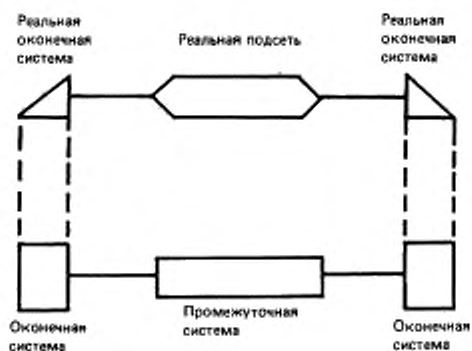 Реальная
оконечная
система
Реальная подсеть
Реальная
оконечная
система
Оконечная
система
Промежуточная
система
Оконечная
система